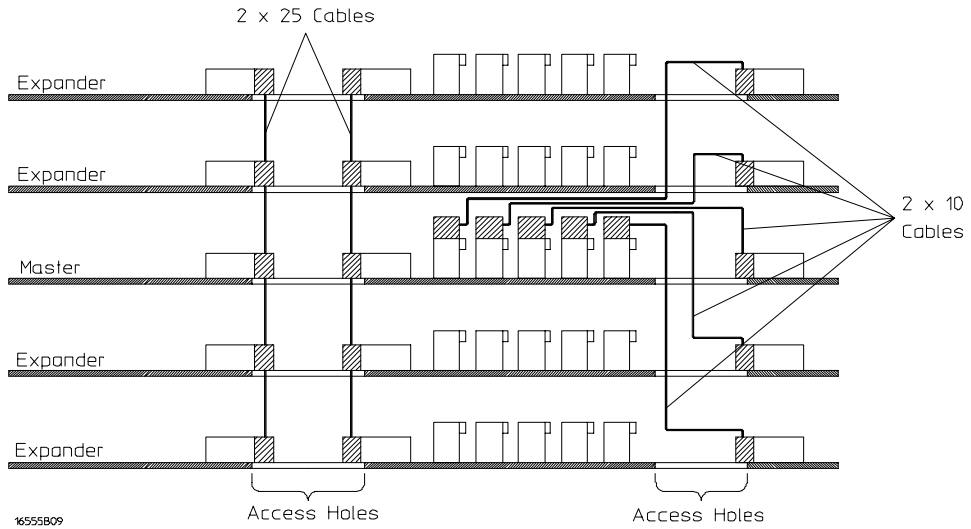 2 x 25 Cables
Expander
Expander
2 x 10
Cables
Master
Expander
Expander
Access Holes
Access Holes
16555B09